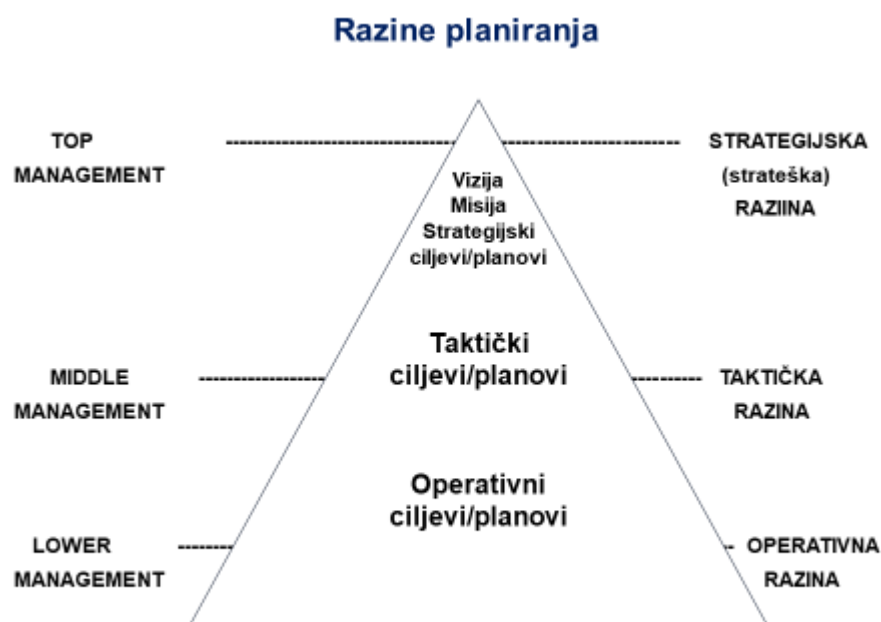 Razine planiranja
TOP
MANAGEMENT
STRATEGIJSKA
(strateška)
RAZIINA
Vizija
Misija
Strategijski
ciljevi/planovi
Taktički
ciljevi/planovi
MIDDLE
MANAGEMENT
TAKTIČKA
RAZINA
Operativni
ciljevi/planovi
LOWER
MANAGEMENT
OPERATIVNA
RAZINA